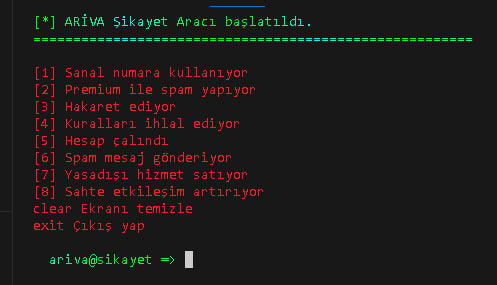 [*] ARİVA Şikayet Aracı başlatıldı.
====================================================
[1] Sanal numara kullanıyor
[2] Premium ile spam yapıyor
[3] Hakaret ediyor
[4] Kuralları ihlal ediyor
[5] Hesap çalındı
[6] Spam mesaj gönderiyor
[7] Yasadışı hizmet satıyor
[8] Sahte etkileşim artırıyor
clear Ekranı temizle
exit Çıkış yap
ariva@sikayet =>